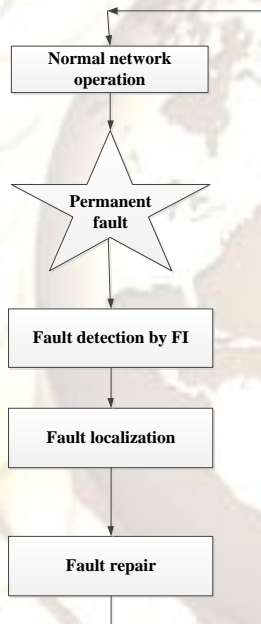 Normal network
operation
Permanent
fault
Fault detection by FI
Fault localization
Fault repair